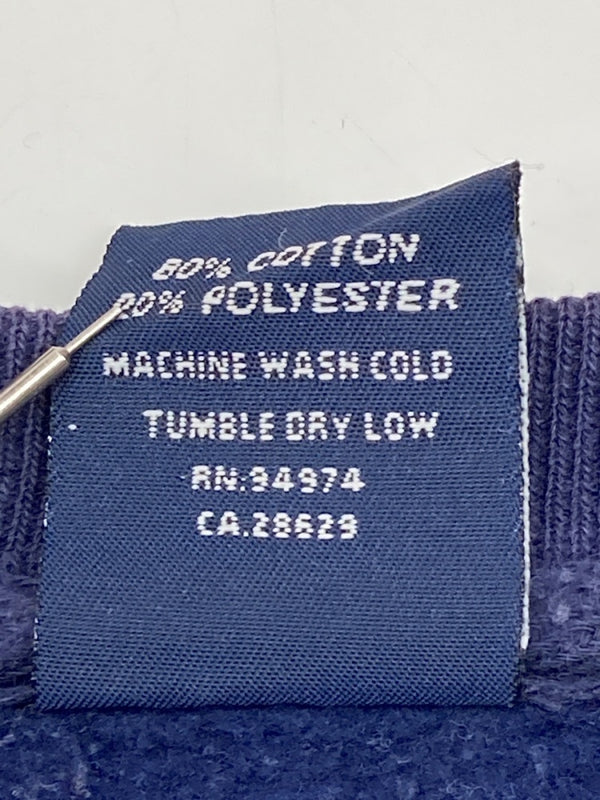 80% COTTON
20% POLYESTER
MACHINE WASH COLD
TUMBLE DRY LOW
RN:94974
CA.28629